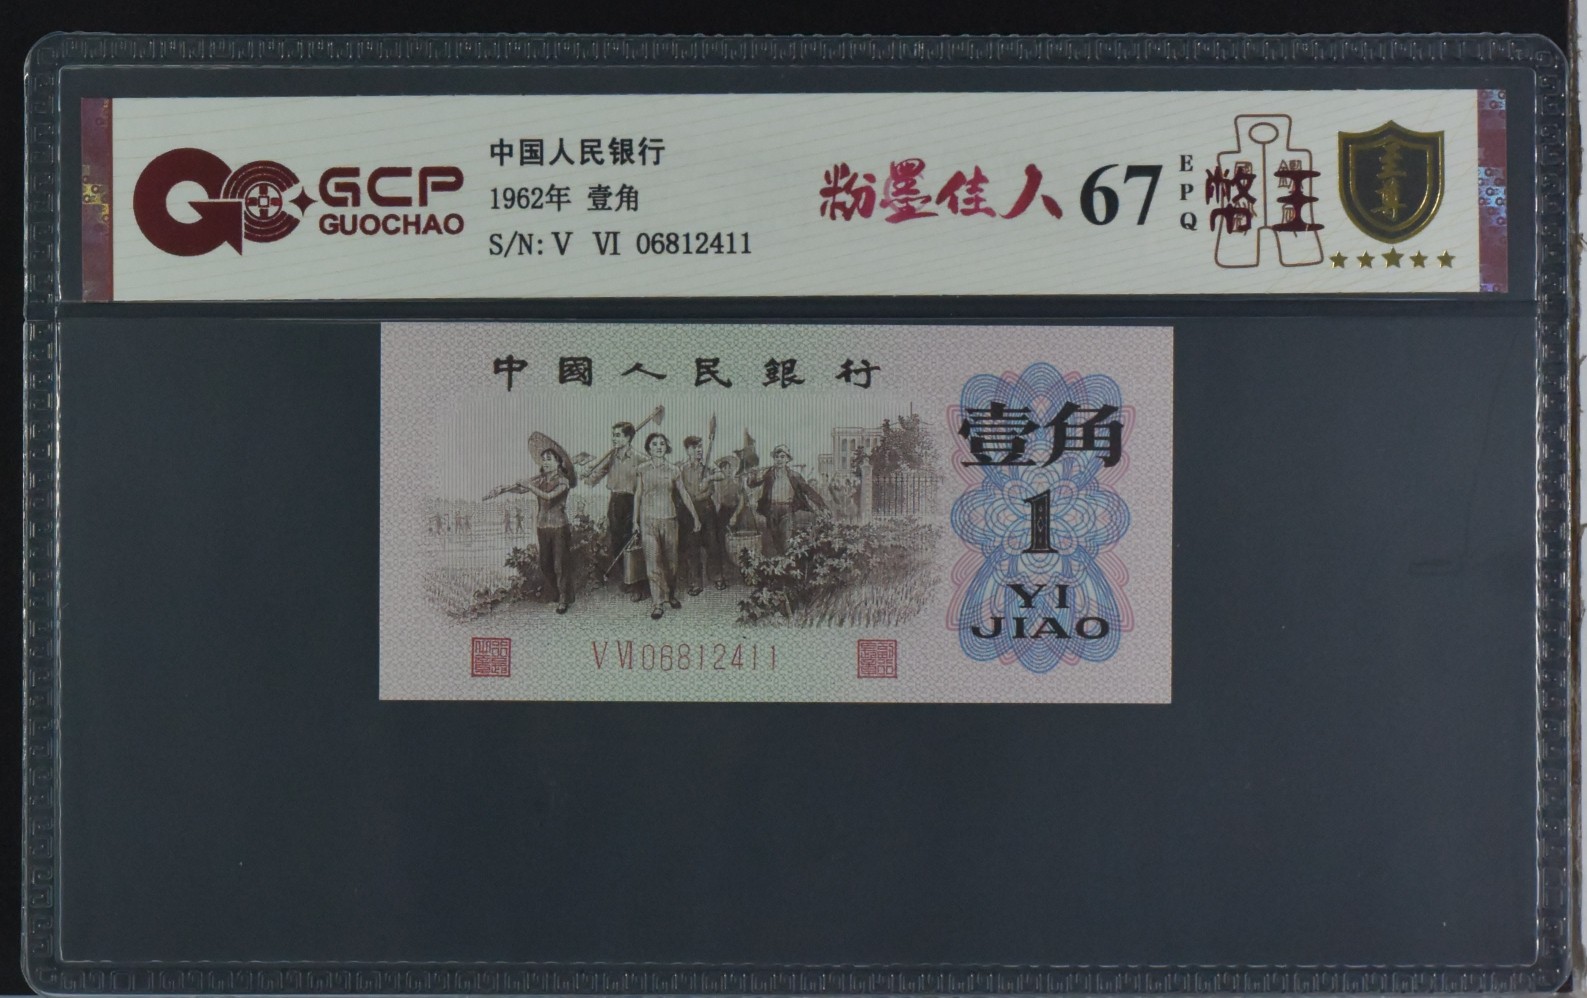 GCP
GUOCHAO
中国人民银行
1962年 壹角
S/N: V VI 06812411
粉墨佳人
67
EPQ
幣王
至尊
中國人民銀行
壹角
1
YI
JIAO
V VI 06812411